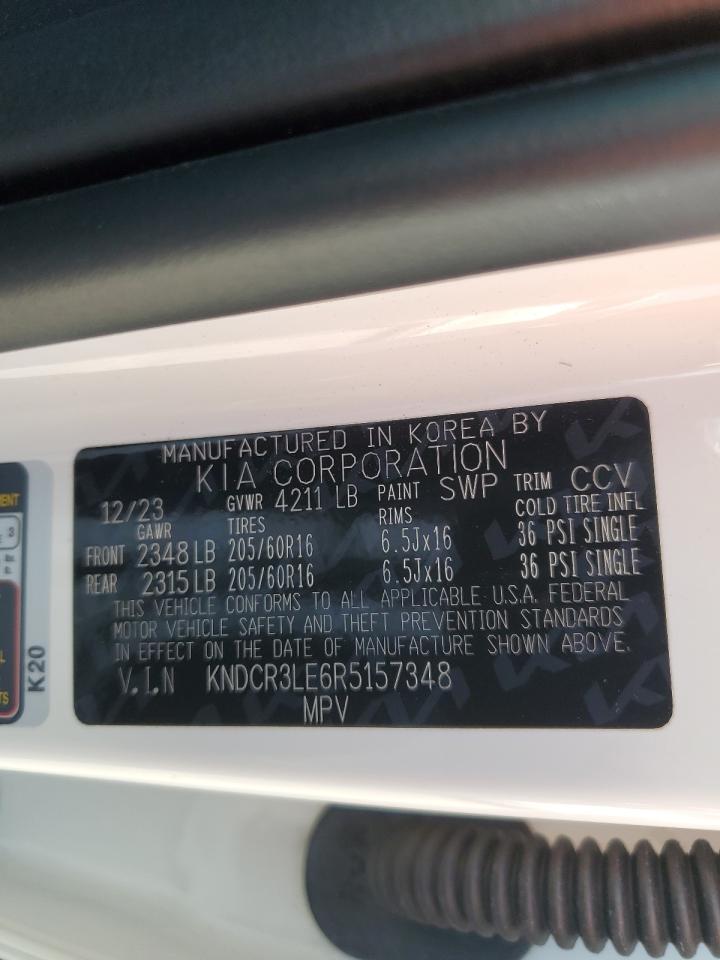 MANUFACTURED IN KOREA BY
KIA CORPORATION
12/23 GVWR 4211 LB PAINT SWP TRIM CCV
GAWR TIRES RIMS COLD TIRE INFL
FRONT 2348 LB 205/60R16 6.5Jx16 36 PSI SINGLE
REAR 2315 LB 205/60R16 6.5Jx16 36 PSI SINGLE
THIS VEHICLE CONFORMS TO ALL APPLICABLE U.S.A. FEDERAL
MOTOR VEHICLE SAFETY AND THEFT PREVENTION STANDARDS
IN EFFECT ON THE DATE OF MANUFACTURE SHOWN ABOVE.
V.I.N KNDCR3LE6R5157348
MPV
K20